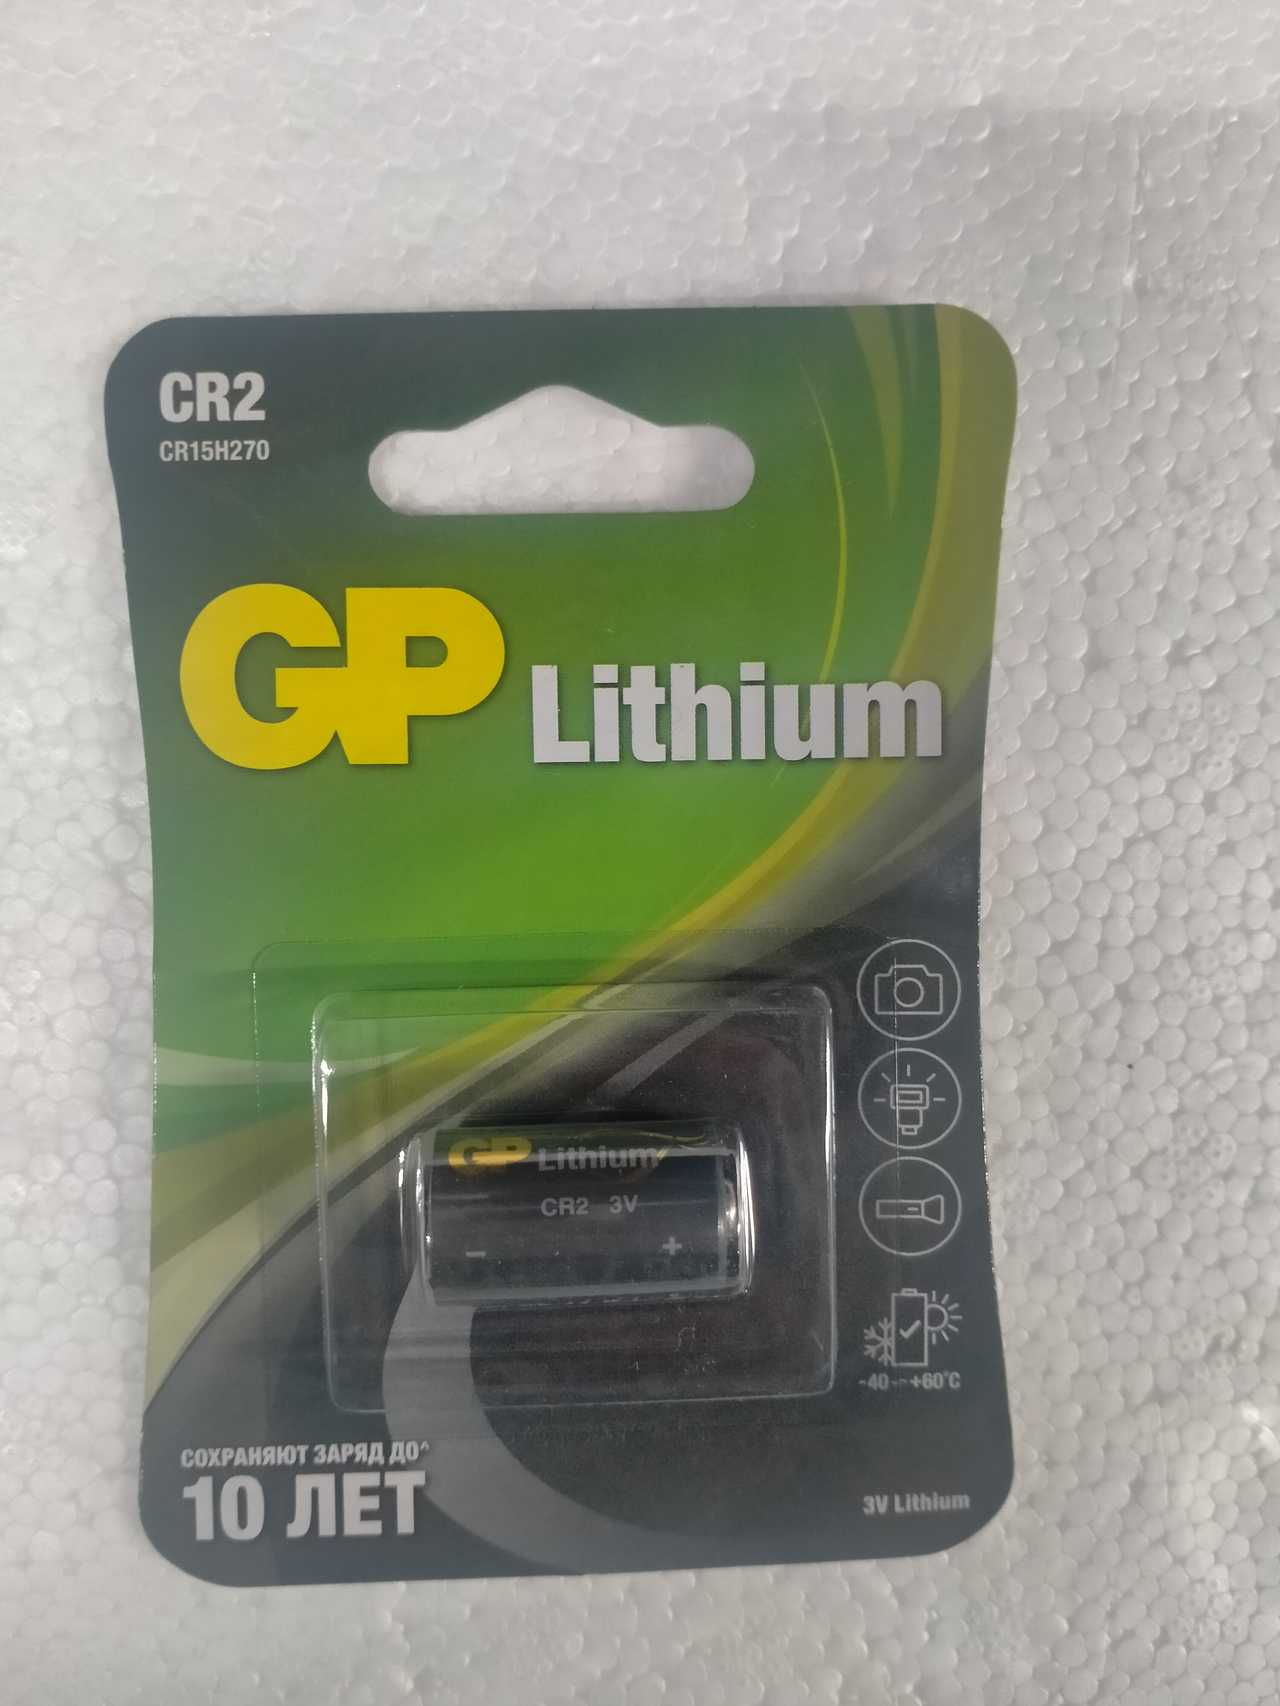 CR2
CR15H270
GP Lithium
GP Lithium
CR2 3V
- +
-40 ~ +60°C
СОХРАНЯЮТ ЗАРЯД ДО^
10 ЛЕТ
3V Lithium